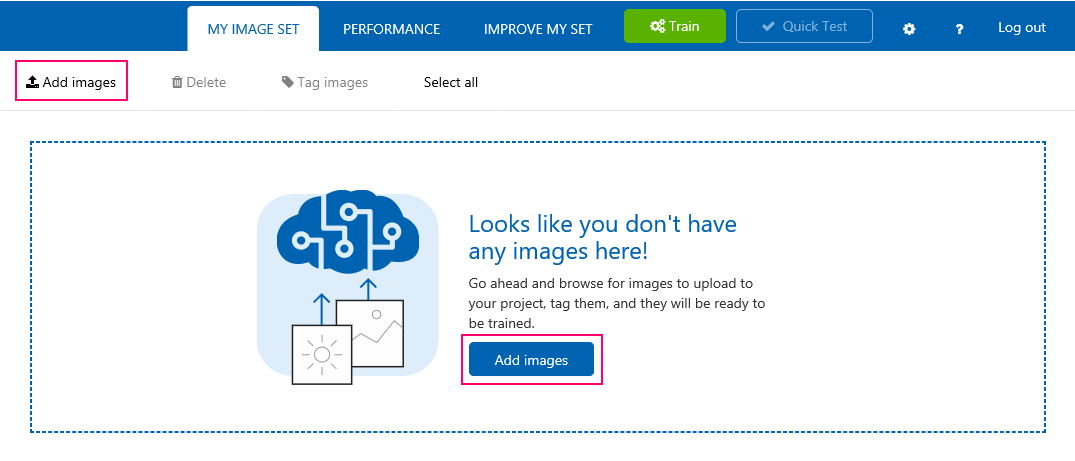 MY IMAGE SET PERFORMANCE IMPROVE MY SET Train Quick Test ? Log out
Add images Delete Tag images Select all
Looks like you don't have
any images here!
Go ahead and browse for images to upload to
your project, tag them, and they will be ready to
be trained.
Add images